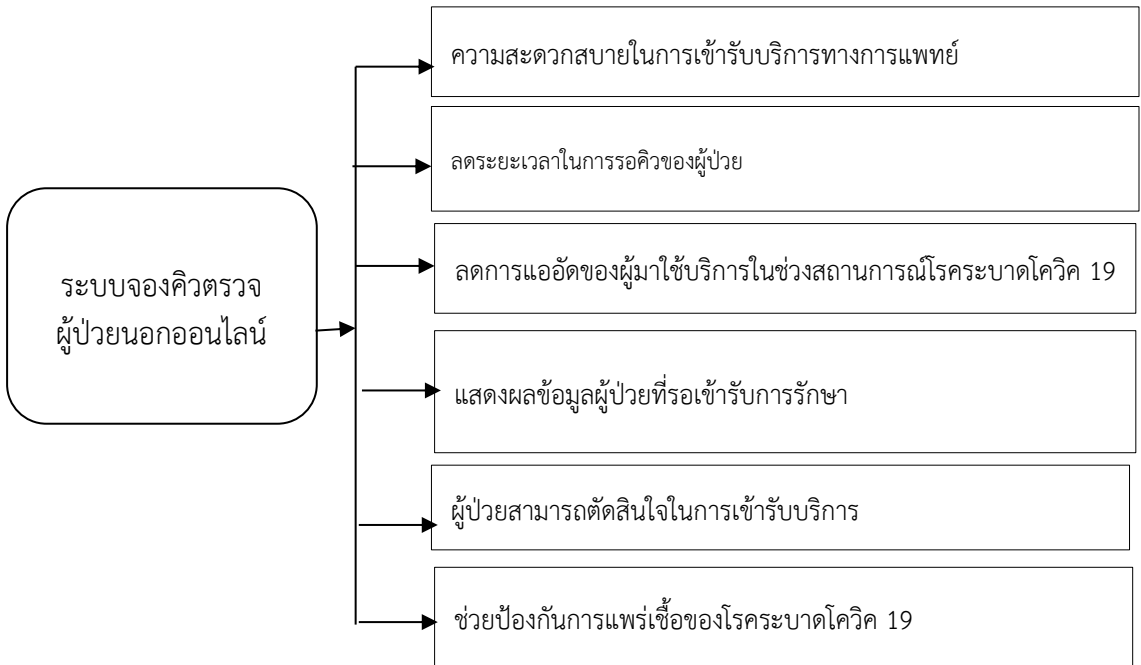 ระบบจองคิวตรวจ
ผู้ป่วยนอกออนไลน์
ความสะดวกสบายในการเข้ารับบริการทางการแพทย์
ลดระยะเวลาในการรอคิวของผู้ป่วย
ลดการแออัดของผู้มาใช้บริการในช่วงสถานการณ์โรคระบาดโควิค 19
แสดงผลข้อมูลผู้ป่วยที่รอเข้ารับการรักษา
ผู้ป่วยสามารถตัดสินใจในการเข้ารับบริการ
ช่วยป้องกันการแพร่เชื้อของโรคระบาดโควิค 19